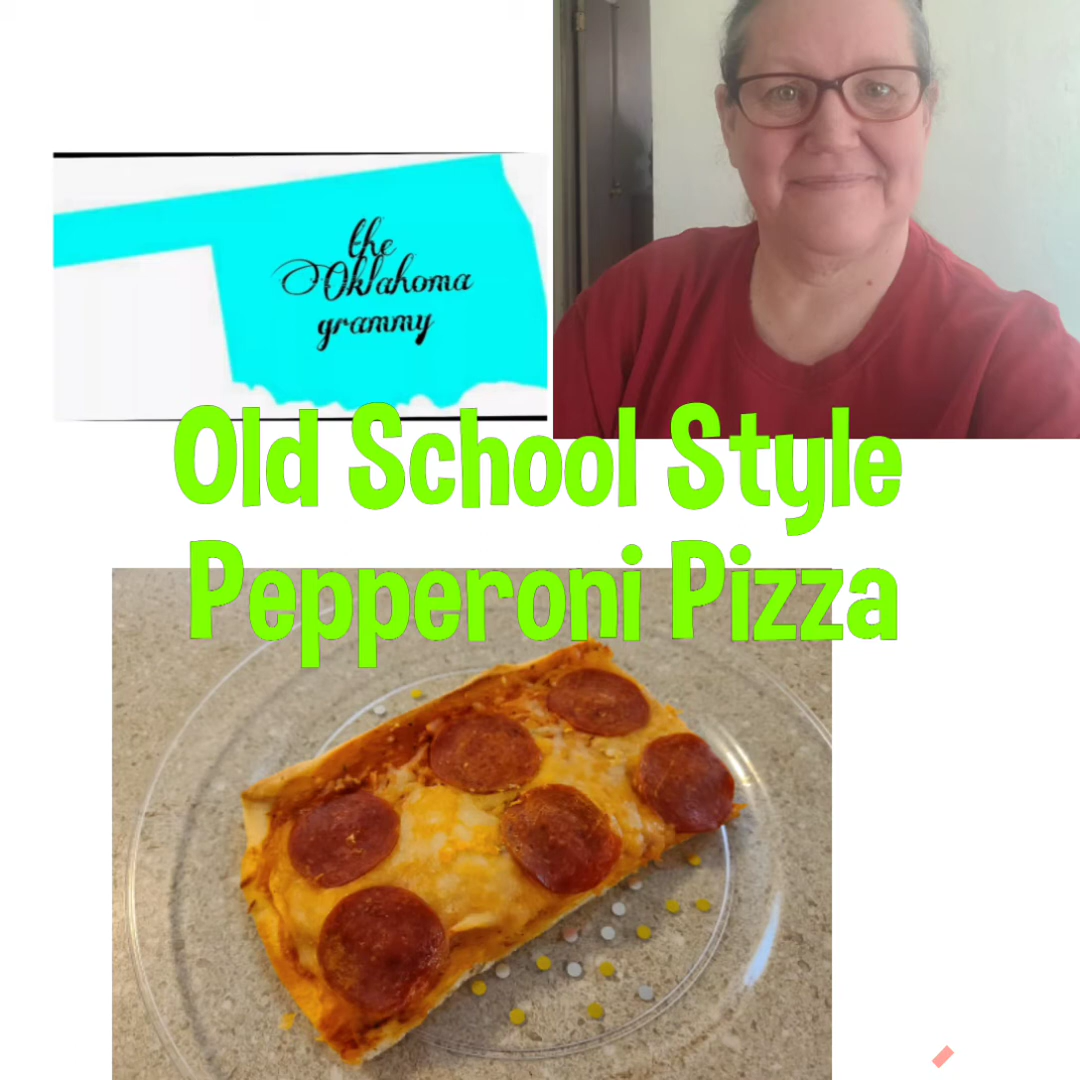 the
Oklahoma
grammy
Old School Style
Pepperoni Pizza